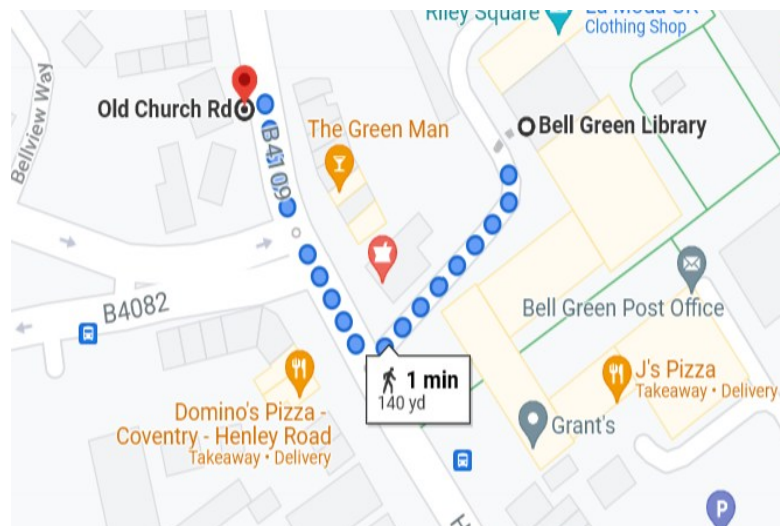 Riley Square
Clothing Shop
Bellview Way
Old Church Rd
B4109
The Green Man
Bell Green Library
B4082
Bell Green Post Office
1 min
140 yd
J's Pizza
Takeaway • Delivery
Domino's Pizza -
Coventry - Henley Road
Takeaway • Delivery
Grant's
P